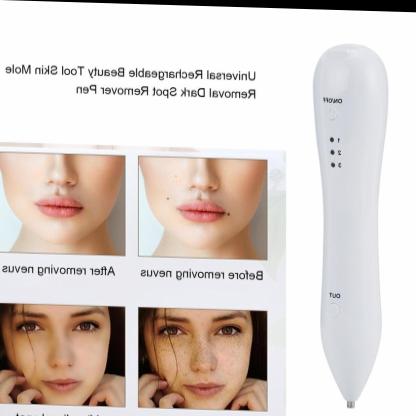 Universal Rechargeable Beauty Tool Skin Mole
Removal Dark Spot Remover Pen
ON/OFF
1
2
3
Before removing nevus
After removing nevus
OUT